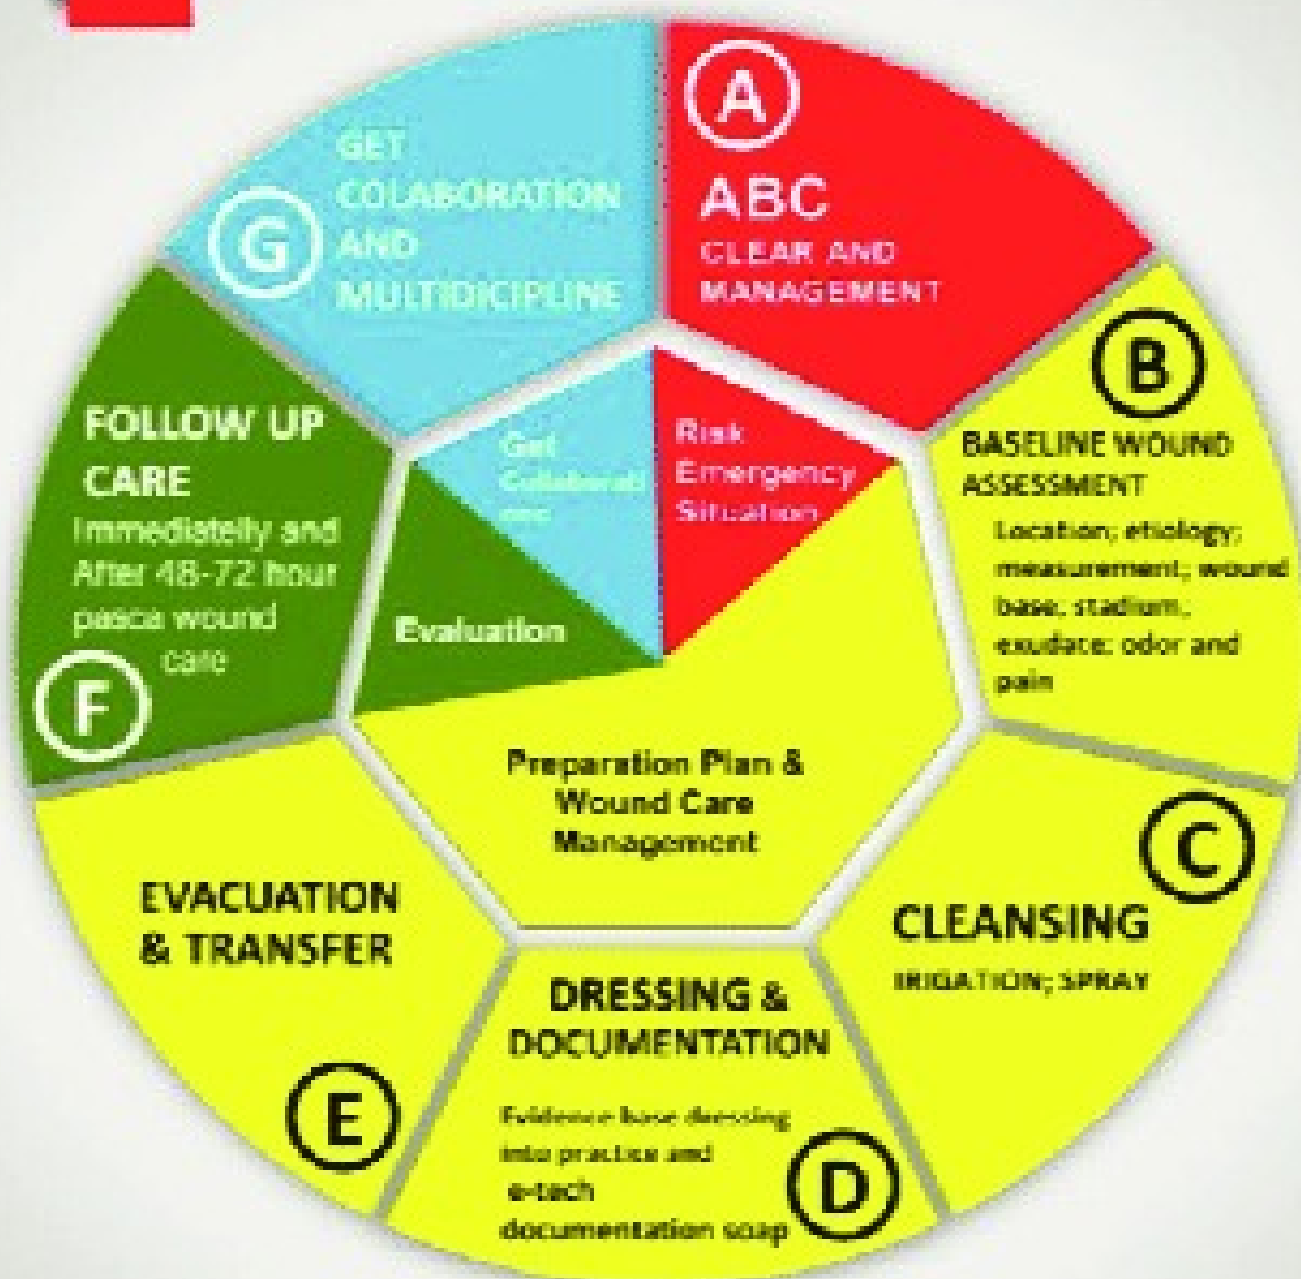 A
ABC
CLEAR AND
MANAGEMENT
B
BASELINE WOUND
ASSESSMENT
Location; etiology;
measurement; wound
base; stadium;
exudate; odor and
pain
C
CLEANSING
IRIGATION; SPRAY
DRESSING &
DOCUMENTATION
Evidence base dressing
into practice and
e-tech
documentation soap
D
EVACUATION
& TRANSFER
E
FOLLOW UP
CARE
Immediatelly and
After 48-72 hour
pasca wound
care
F
GET
COLABORATION
AND
MULTIDICIPLINE
G
Risk
Emergency
Situation
Preparation Plan &
Wound Care
Management
Evaluation
Get